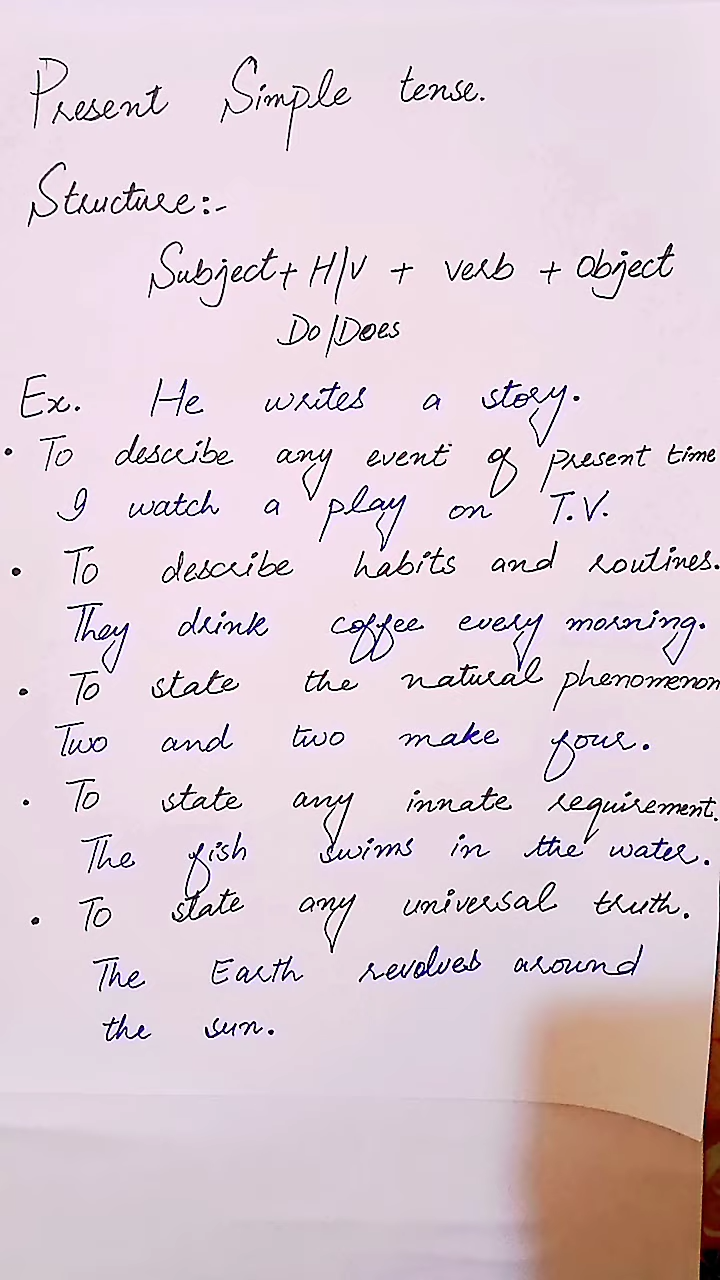 Present Simple tense.
Structure:-
Subject + H/V + verb + Object
Do/Does
Ex. He writes a story.
• To describe any event of present time
I watch a play on T.V.
• To describe habits and routines.
They drink coffee every morning.
• To state the natural phenomenon
Two and two make four.
• To state any innate requirement.
The fish swims in the water.
• To state any universal truth.
The Earth revolves around
the sun.